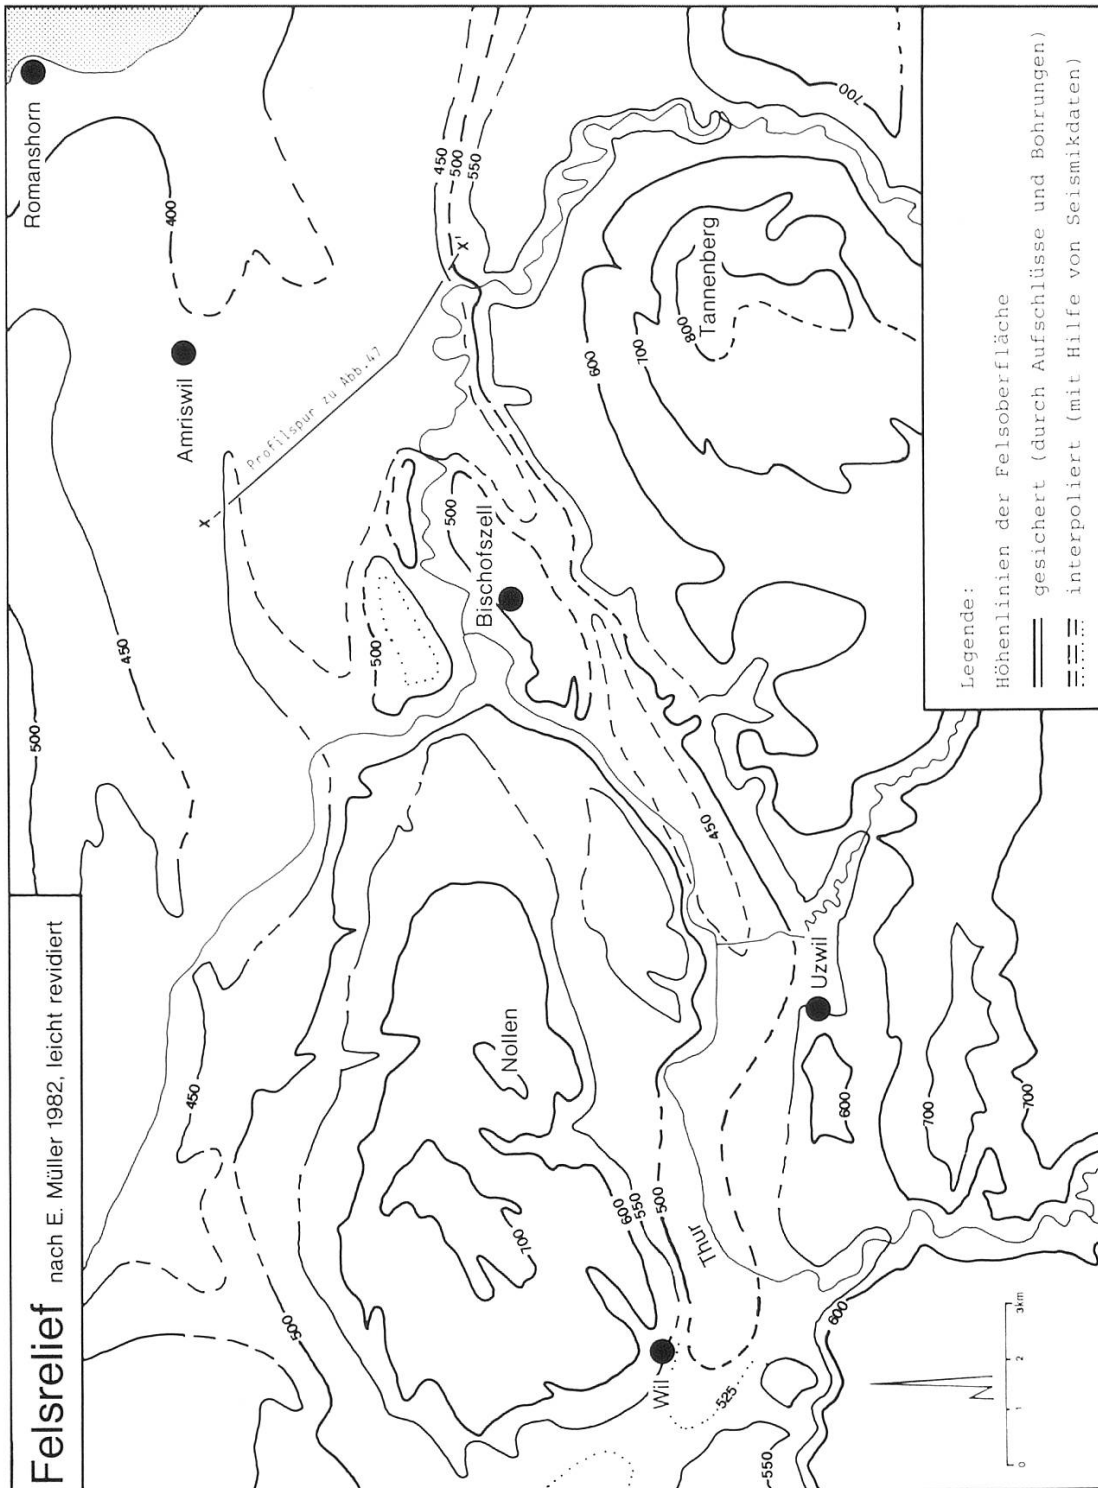 Felsrelief nach E. Müller 1982, leicht revidiert
Romanshorn
Amriswil
Bischofszell
Tannenberg
Nollen
Uzwil
Wil
Thur
Profilspur zu Abb.47
X
X'
500
450
400
450
500
550
500
500
450
500
450
600
700
800
700
600
550
500
700
525
600
550
600
700
700
N
0 1 2 3km
Legende:
Höhenlinien der Felsoberfläche
gesichert (durch Aufschlüsse und Bohrungen)
interpoliert (mit Hilfe von Seismikdaten)